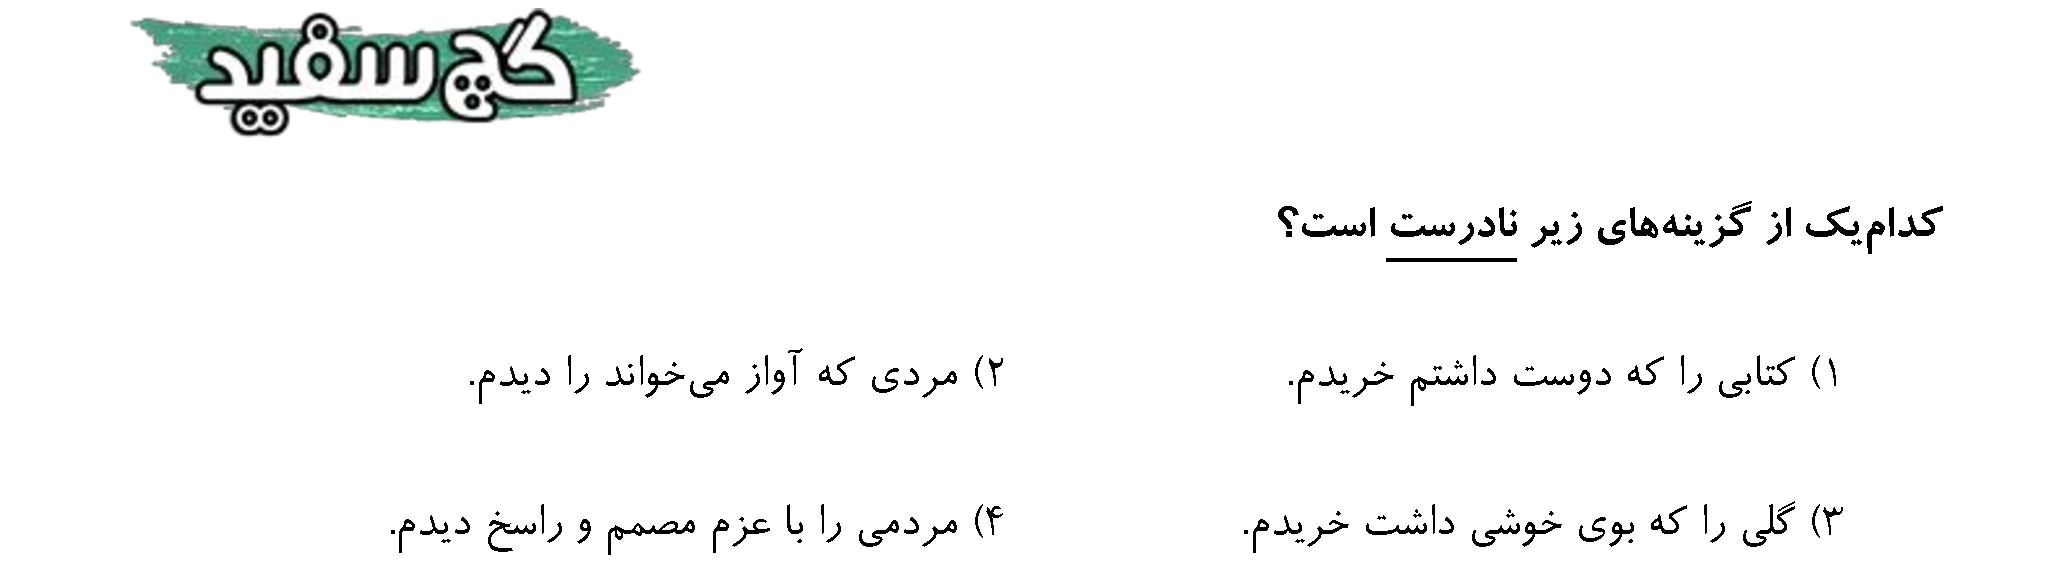 گچ سفید
کدام‌یک از گزینه‌های زیر نادرست است؟
۱) کتابی را که دوست داشتم خریدم.
۲) مردی که آواز می‌خواند را دیدم.
۳) گلی را که بوی خوشی داشت خریدم.
۴) مردمی را با عزم مصمم و راسخ دیدم.